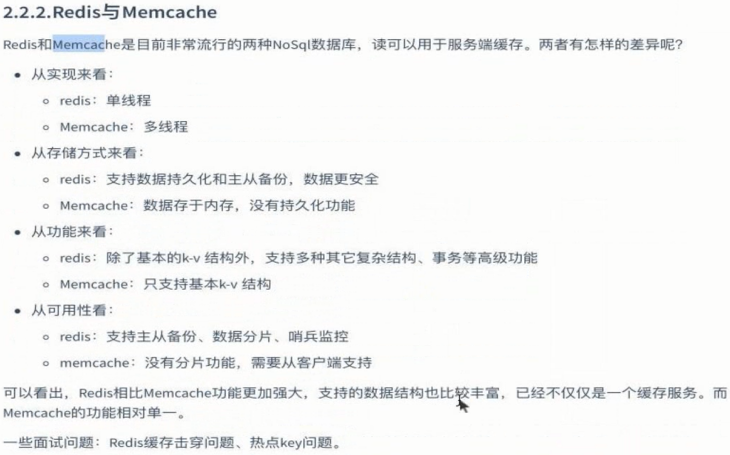 2.2.2.Redis与Memcache
Redis和Memcache是目前非常流行的两种NoSql数据库，读可以用于服务端缓存。两者有怎样的差异呢？
从实现来看：
redis：单线程
Memcache：多线程
从存储方式来看：
redis：支持数据持久化和主从备份，数据更安全
Memcache：数据存于内存，没有持久化功能
从功能来看：
redis：除了基本的k-v 结构外，支持多种其它复杂结构、事务等高级功能
Memcache：只支持基本k-v 结构
从可用性看：
redis：支持主从备份、数据分片、哨兵监控
memcache：没有分片功能，需要从客户端支持
可以看出，Redis相比Memcache功能更加强大，支持的数据结构也比较丰富，已经不仅仅是一个缓存服务。而
Memcache的功能相对单一。
一些面试问题：Redis缓存击穿问题、热点key问题。